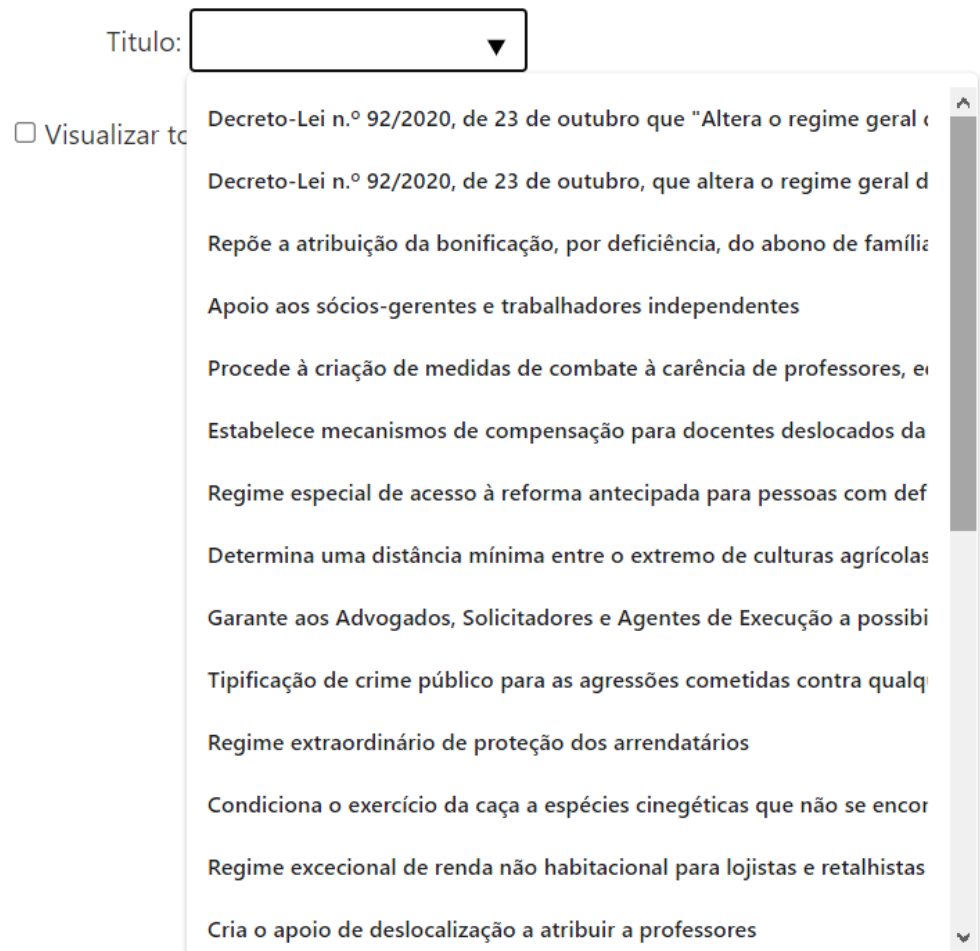 Titulo:
Decreto-Lei n.º 92/2020, de 23 de outubro que "Altera o regime geral
Visualizar
Decreto-Lei n.º 92/2020, de 23 de outubro, que altera o regime geral d
Repõe a atribuição da bonificação, por deficiência, do abono de família
Apoio aos sócios-gerentes e trabalhadores independentes
Procede à criação de medidas de combate à carência de professores,
Estabelece mecanismos de compensação para docentes deslocados da
Regime especial de acesso à reforma antecipada para pessoas com def
Determina uma distância mínima entre o extremo de culturas agrícolas
Garante aos Advogados, Solicitadores e Agentes de Execução a possibi
Tipificação de crime público para as agressões cometidas contra qualq
Regime extraordinário de proteção dos arrendatários
Condiciona o exercício da caça a espécies cinegéticas que não se
Regime excecional de renda não habitacional para lojistas e retalhistas
Cria o apoio de deslocalização a atribuir a professores